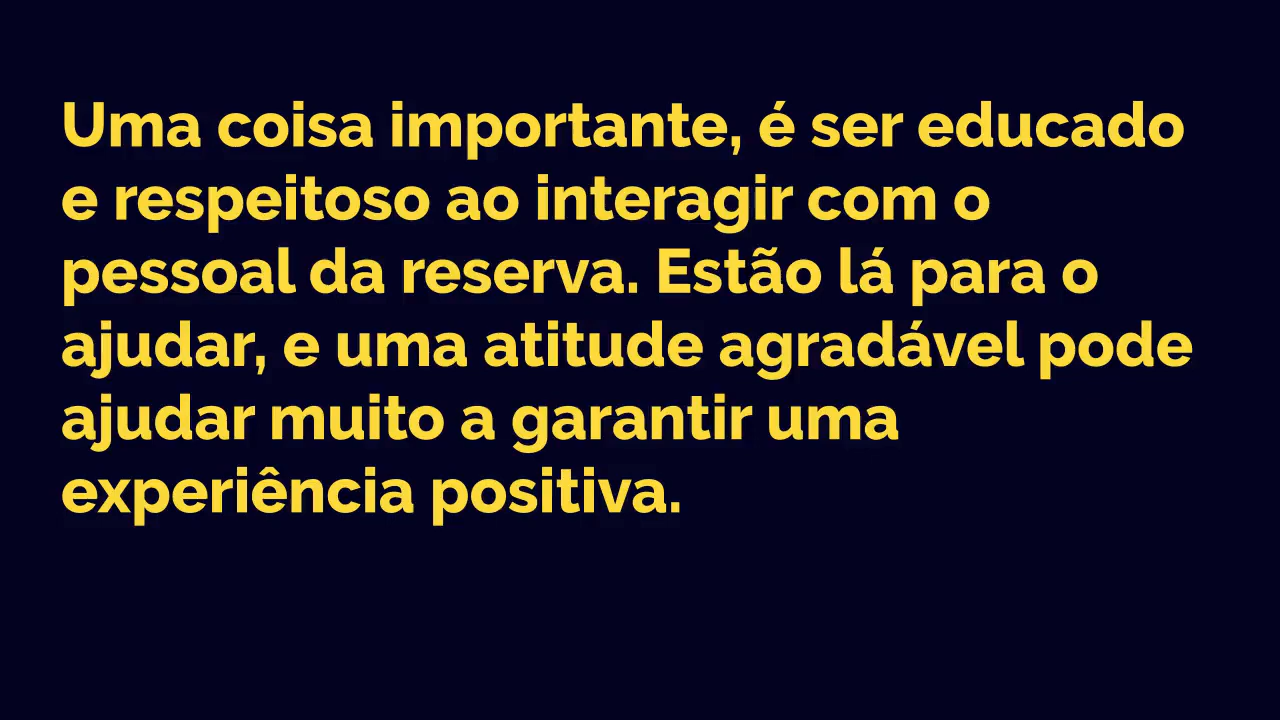 Uma coisa importante, é ser educado
e respeitoso ao interagir com o
pessoal da reserva. Estão lá para o
ajudar, e uma atitude agradável pode
ajudar muito a garantir uma
experiência positiva.